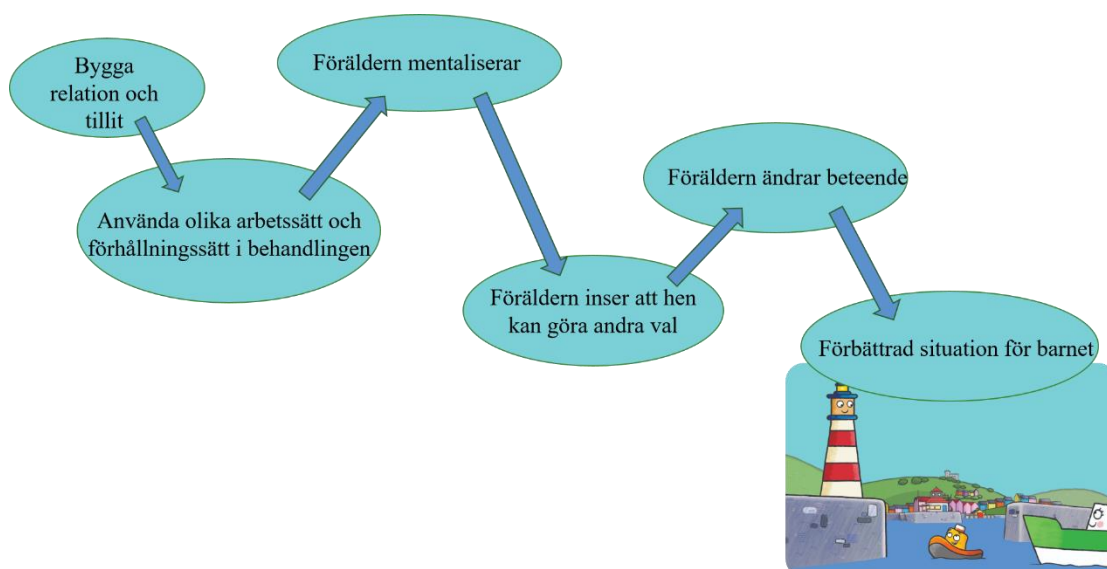 Bygga
relation och
tillit
Använda olika arbetssätt och
förhållningssätt i behandlingen
Föräldern mentaliserar
Föräldern inser att hen
kan göra andra val
Föräldern ändrar beteende
Förbättrad situation för barnet